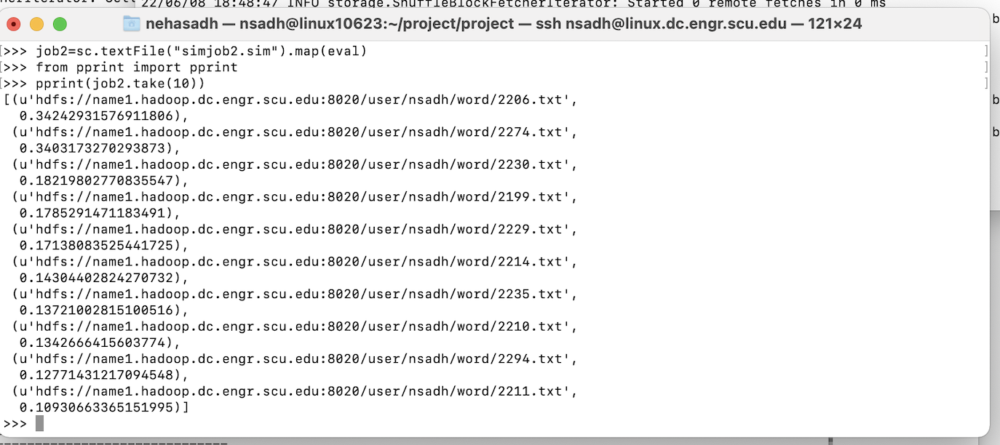 22/06/08 18:48:47 INFO storage.ShuffleBlockFetcherIterator: Started 0 remote fetches in 0 ms
nehasadh — nsadh@linux10623:~/project/project — ssh nsadh@linux.dc.engr.scu.edu — 121×24
[>>> job2=sc.textFile("simjob2.sim").map(eval) ]
[>>> from pprint import pprint ]
[>>> pprint(job2.take(10)) ]
[(u'hdfs://name1.hadoop.dc.engr.scu.edu:8020/user/nsadh/word/2206.txt',
0.34242931576911806),
(u'hdfs://name1.hadoop.dc.engr.scu.edu:8020/user/nsadh/word/2274.txt',
0.3403173270293873),
(u'hdfs://name1.hadoop.dc.engr.scu.edu:8020/user/nsadh/word/2230.txt',
0.18219802770835547),
(u'hdfs://name1.hadoop.dc.engr.scu.edu:8020/user/nsadh/word/2199.txt',
0.1785291471183491),
(u'hdfs://name1.hadoop.dc.engr.scu.edu:8020/user/nsadh/word/2229.txt',
0.17138083525441725),
(u'hdfs://name1.hadoop.dc.engr.scu.edu:8020/user/nsadh/word/2214.txt',
0.14304402824270732),
(u'hdfs://name1.hadoop.dc.engr.scu.edu:8020/user/nsadh/word/2235.txt',
0.13721002815100516),
(u'hdfs://name1.hadoop.dc.engr.scu.edu:8020/user/nsadh/word/2210.txt',
0.1342666415603774),
(u'hdfs://name1.hadoop.dc.engr.scu.edu:8020/user/nsadh/word/2294.txt',
0.12771431217094548),
(u'hdfs://name1.hadoop.dc.engr.scu.edu:8020/user/nsadh/word/2211.txt',
0.10930663365151995)]
>>>